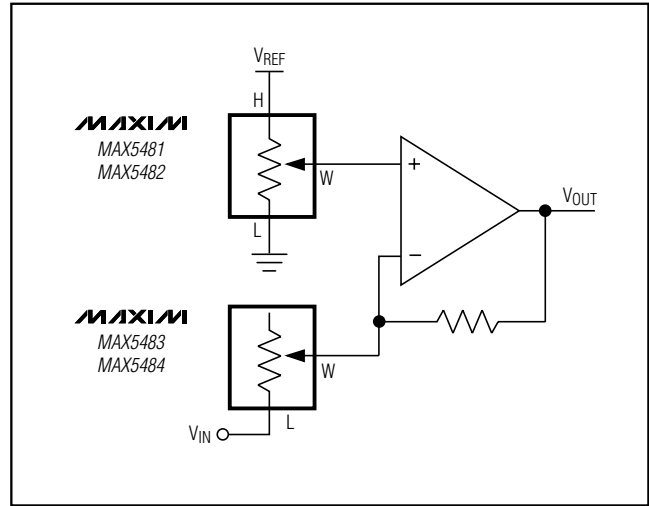 VREF
H
MAXIM
MAX5481
MAX5482
W
+
L
VOUT
−
MAXIM
MAX5483
MAX5484
W
L
VIN